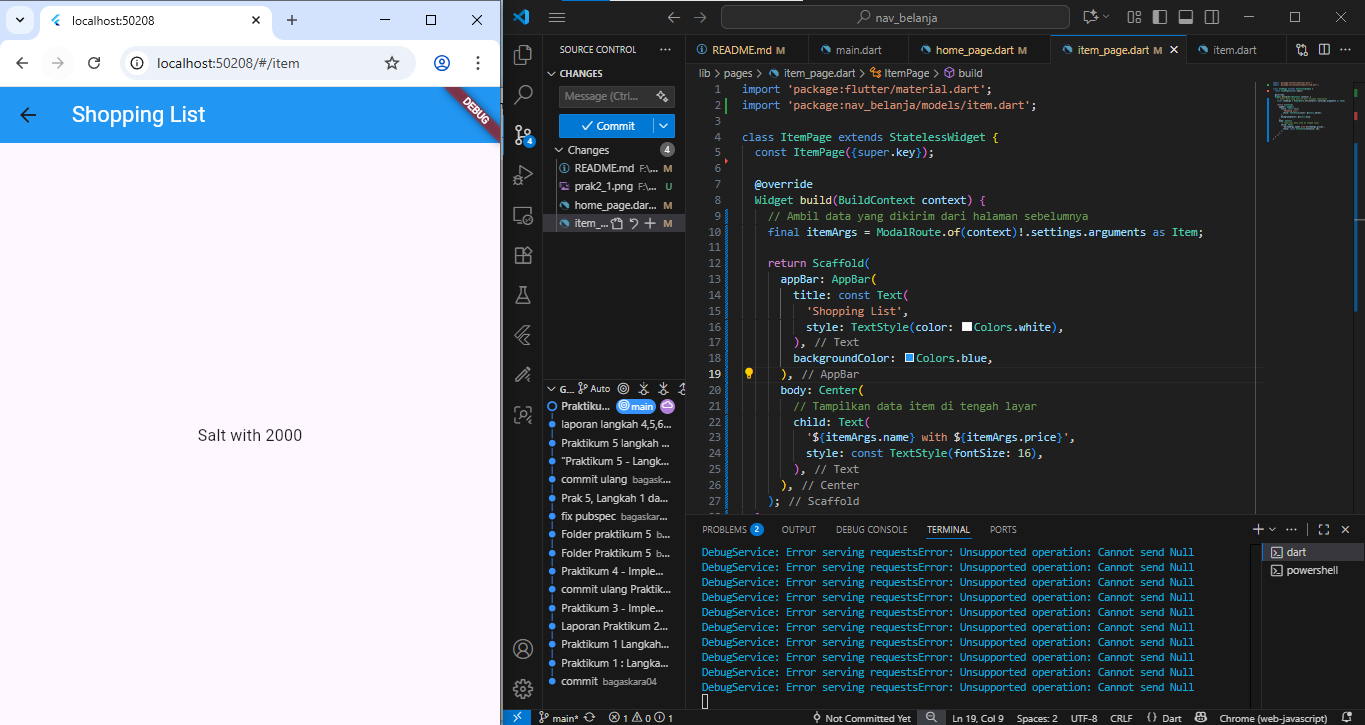 localhost:50208
localhost:50208/#/item
Shopping List
DEBUG
Salt with 2000
nav_belanja
SOURCE CONTROL
CHANGES
Message (Ctrl...
Commit
Changes
4
4
README.md F:\... M
prak2_1.png F:\... U
home_page.dar... M
item_... M
G... Auto
Praktiku... main
laporan langkah 4,5,6...
Praktikum 5 langkah ...
"Praktikum 5 - Langk...
commit ulang bagask...
Prak 5, Langkah 1 da...
fix pubspec bagaskar...
Folder praktikum 5 b...
Folder Praktikum 5 b...
Praktikum 4 - Imple...
commit ulang Praktik...
Praktikum 3 - Imple...
Laporan Praktikum 2...
Praktikum 1 Langkah...
Praktikum 1 : Langka...
commit bagaskara04
README.md M
main.dart
home_page.dart M
item_page.dart M
item.dart
lib > pages > item_page.dart > ItemPage > build
1 import 'package:flutter/material.dart';
2 import 'package:nav_belanja/models/item.dart';
3
4 class ItemPage extends StatelessWidget {
5 const ItemPage({super.key});
6
7 @override
8 Widget build(BuildContext context) {
9 // Ambil data yang dikirim dari halaman sebelumnya
10 final itemArgs = ModalRoute.of(context)!.settings.arguments as Item;
11
12 return Scaffold(
13 appBar: AppBar(
14 title: const Text(
15 'Shopping List',
16 style: TextStyle(color: Colors.white),
17 ), // Text
18 backgroundColor: Colors.blue,
19 ), // AppBar
20 body: Center(
21 // Tampilkan data item di tengah layar
22 child: Text(
23 '${itemArgs.name} with ${itemArgs.price}',
24 style: const TextStyle(fontSize: 16),
25 ), // Text
26 ), // Center
27 ); // Scaffold
PROBLEMS 2 OUTPUT DEBUG CONSOLE TERMINAL PORTS
DebugService: Error serving requestsError: Unsupported operation: Cannot send Null
DebugService: Error serving requestsError: Unsupported operation: Cannot send Null
DebugService: Error serving requestsError: Unsupported operation: Cannot send Null
DebugService: Error serving requestsError: Unsupported operation: Cannot send Null
DebugService: Error serving requestsError: Unsupported operation: Cannot send Null
DebugService: Error serving requestsError: Unsupported operation: Cannot send Null
DebugService: Error serving requestsError: Unsupported operation: Cannot send Null
DebugService: Error serving requestsError: Unsupported operation: Cannot send Null
DebugService: Error serving requestsError: Unsupported operation: Cannot send Null
DebugService: Error serving requestsError: Unsupported operation: Cannot send Null
dart
powershell
main* 1 0 1 Not Committed Yet Ln 19, Col 9 Spaces: 2 UTF-8 CRLF {} Dart Chrome (web-javascript)